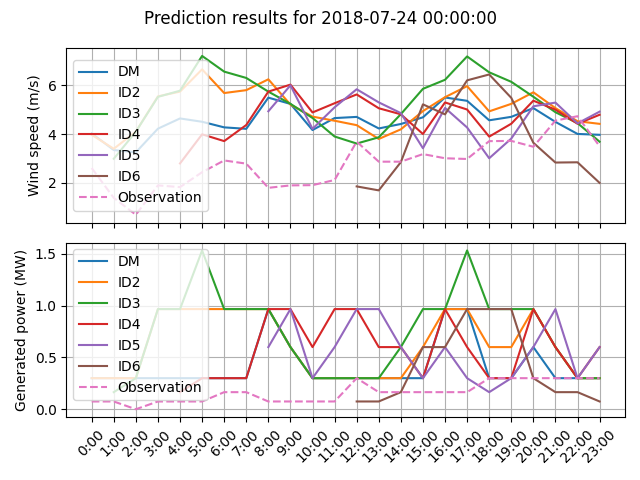 Prediction results for 2018-07-24 00:00:00
Wind speed (m/s)
6
4
2
DM
ID2
ID3
ID4
ID5
ID6
Observation
Generated power (MW)
1.5
1.0
0.5
0.0
DM
ID2
ID3
ID4
ID5
ID6
Observation
0:00 1:00 2:00 3:00 4:00 5:00 6:00 7:00 8:00 9:00 10:00 11:00 12:00 13:00 14:00 15:00 16:00 17:00 18:00 19:00 20:00 21:00 22:00 23:00